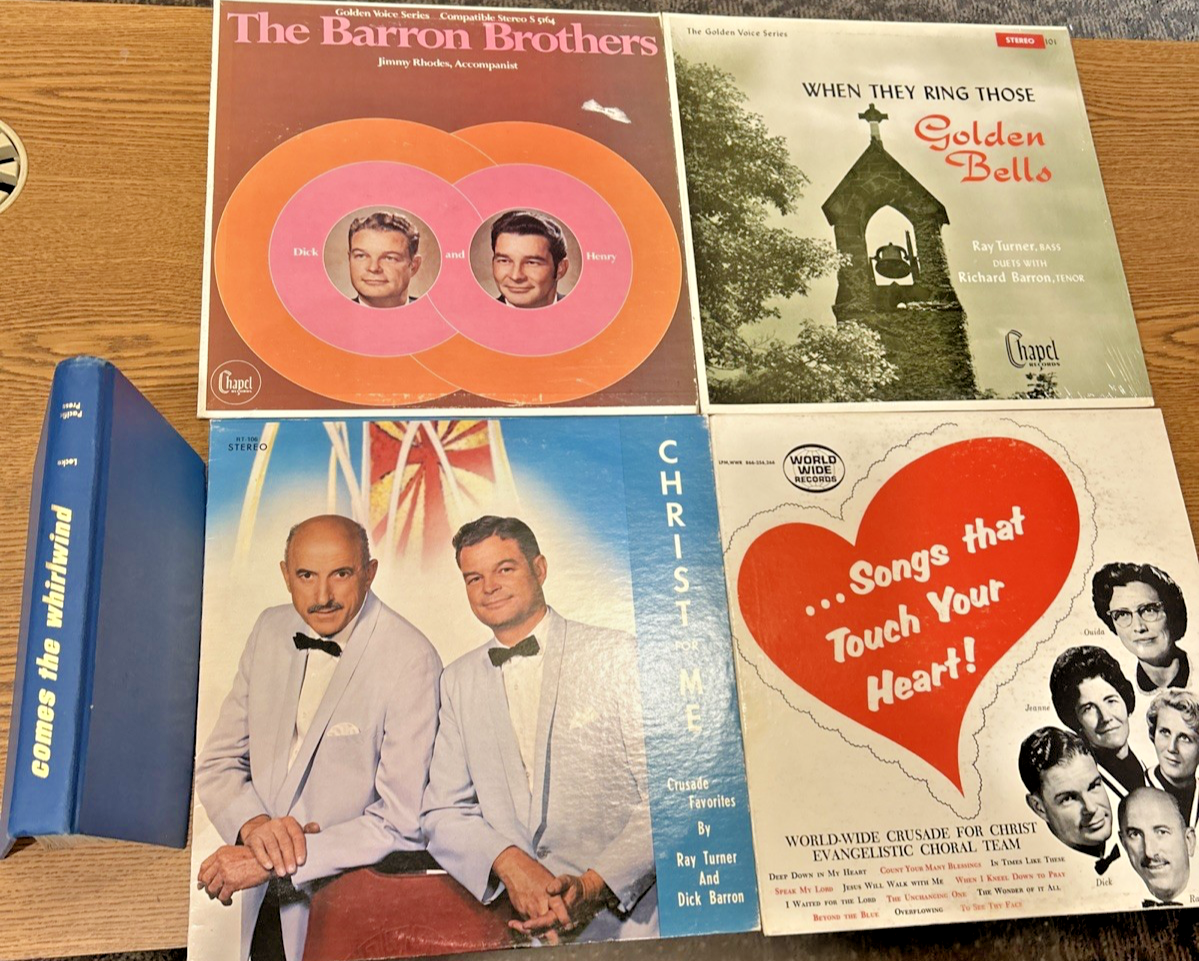 Golden Voice Series Compatible Stereo S 5164
The Barron Brothers
Jimmy Rhodes, Accompanist
Dick
and
Henry
Chapel
RECORDS
The Golden Voice Series
STEREO 101
WHEN THEY RING THOSE
Golden
Bells
Ray Turner, BASS
DUETS WITH
Richard Barron, TENOR
Chapel
RECORDS
Pacific
Press
Locke
comes the whirlwind
STEREO
CHRIST
FOR
ME
Crusade
Favorites
By
Ray Turner
And
Dick Barron
WORLD
WIDE
RECORDS
...Songs that
Touch Your
Heart!
Ouida
Jeanne
Dick
WORLD-WIDE CRUSADE FOR CHRIST
EVANGELISTIC CHORAL TEAM
DEEP DOWN IN MY HEART COUNT YOUR MANY BLESSINGS IN TIMES LIKE THESE
SPEAK MY LORD JESUS WILL WALK WITH ME WHEN I KNEEL DOWN TO PRAY
I WAITED FOR THE LORD THE UNCHANGING ONE THE WONDER OF IT ALL
BEYOND THE BLUE OVERFLOWING TO SEE THY FACE